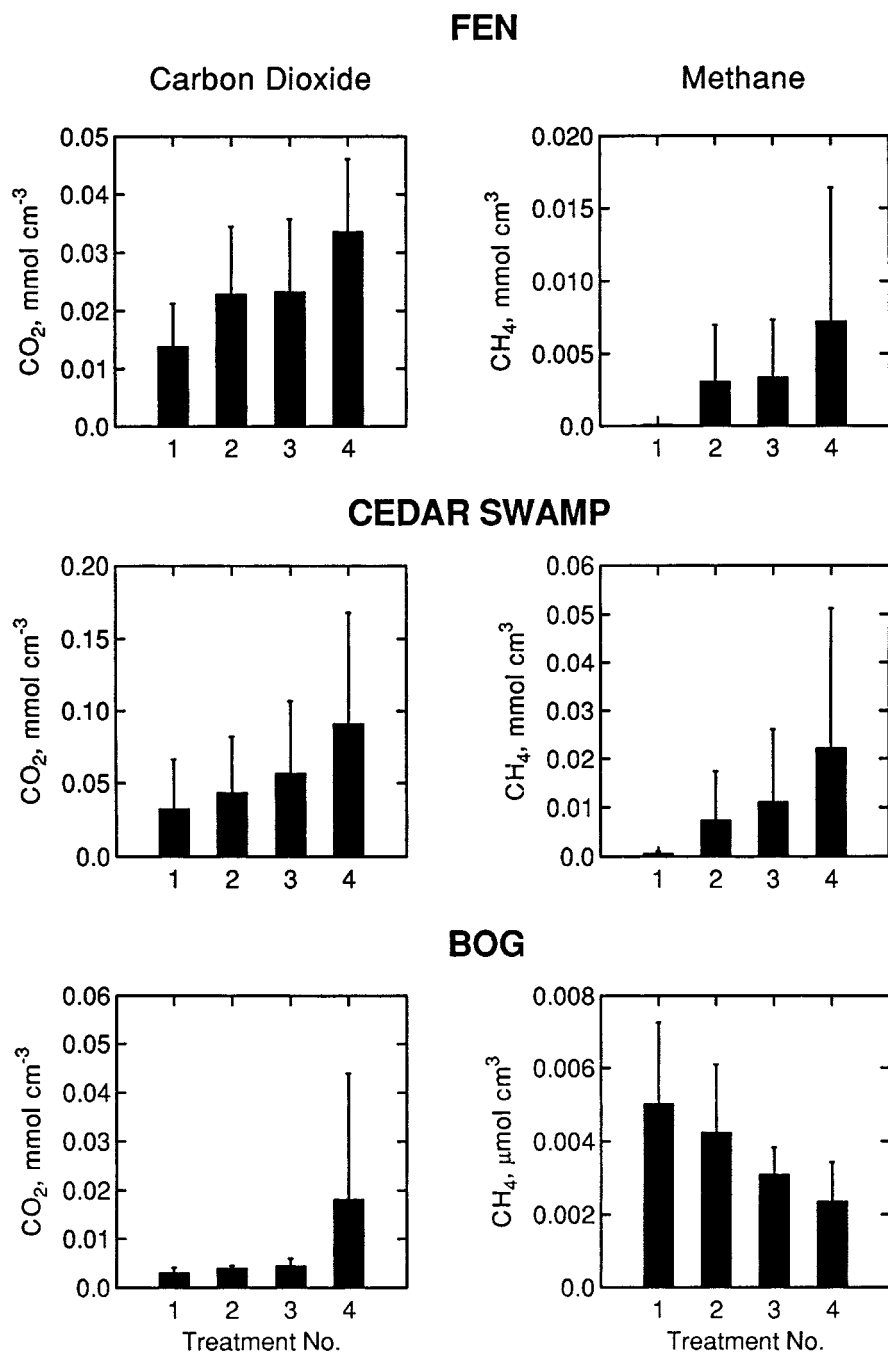 FEN
Carbon Dioxide
Methane
CO2, mmol cm-3
0.05
0.04
0.03
0.02
0.01
0.0
1 2 3 4
CH4, mmol cm3
0.020
0.015
0.010
0.005
0.0
1 2 3 4
CEDAR SWAMP
CO2, mmol cm-3
0.20
0.15
0.10
0.05
0.0
1 2 3 4
CH4, mmol cm3
0.06
0.05
0.04
0.03
0.02
0.01
0.0
1 2 3 4
BOG
CO2, mmol cm-3
0.06
0.05
0.04
0.03
0.02
0.01
0.0
1 2 3 4
Treatment No.
CH4, μmol cm3
0.008
0.006
0.004
0.002
0.0
1 2 3 4
Treatment No.